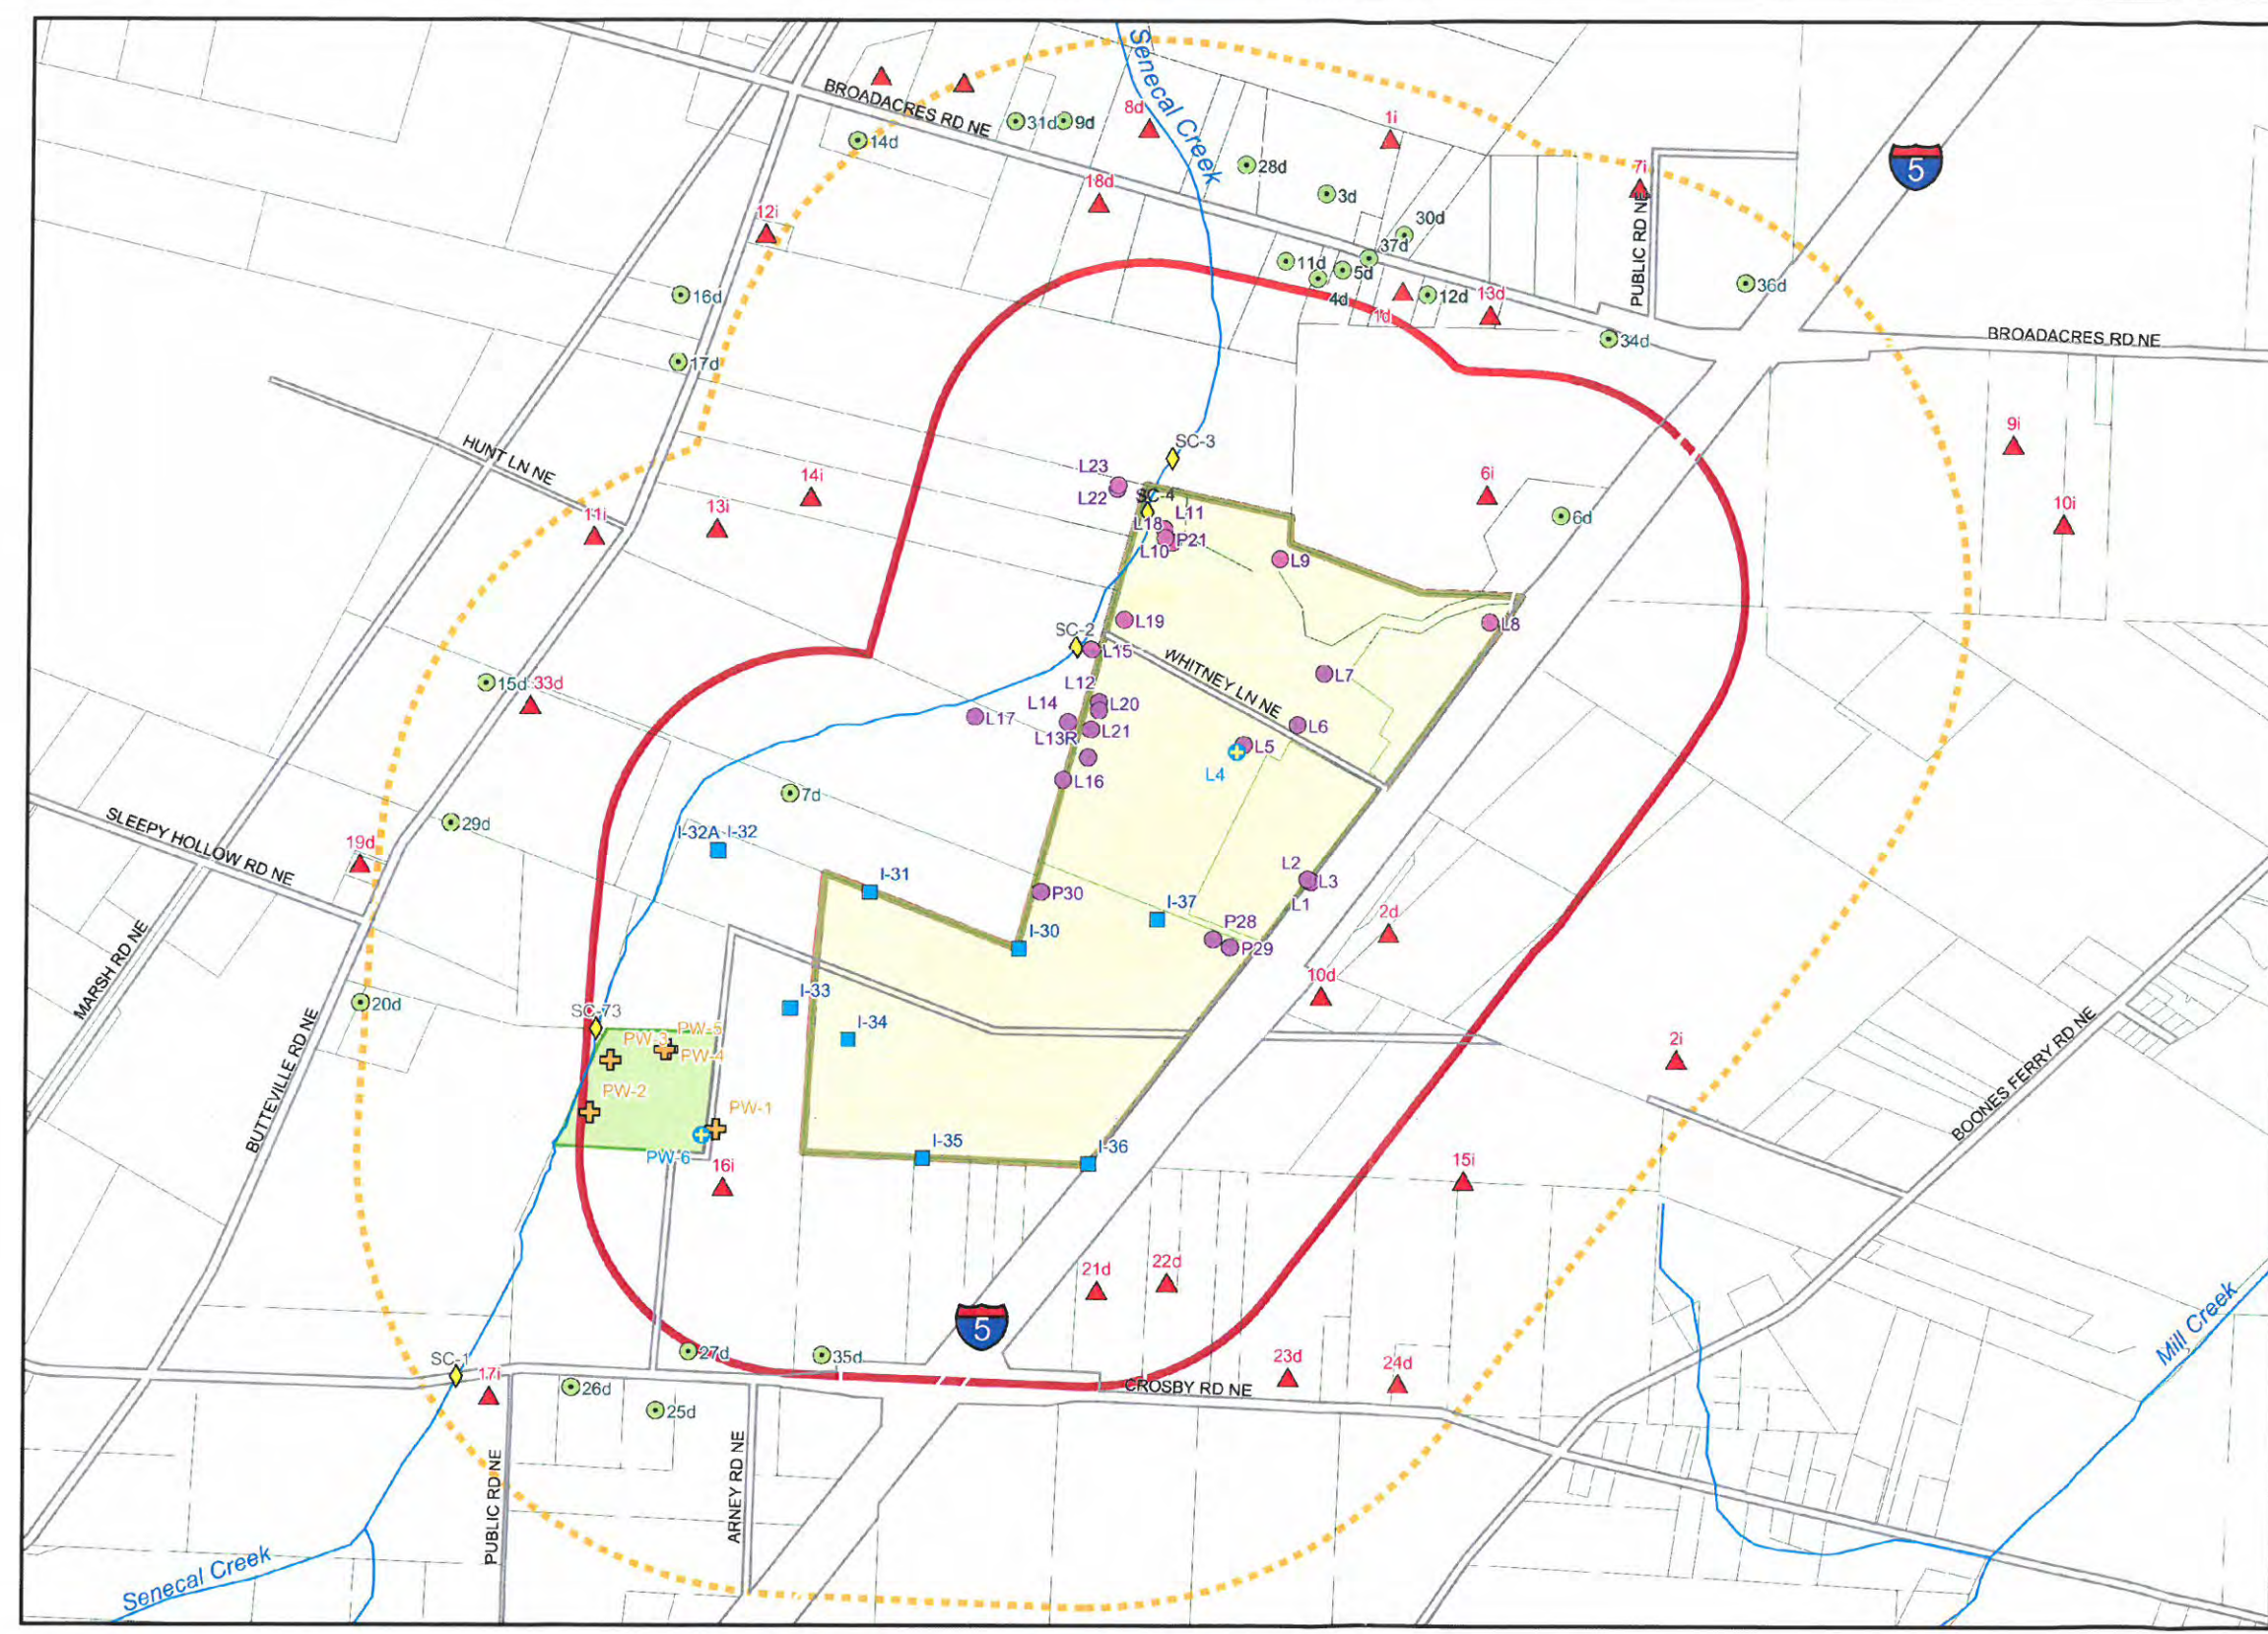 Senecal Creek
BROADACRES RD NE
31d
9d
8d
1i
14d
28d
7i
5
18d
3d
PUBLIC RD NE
12i
30d
37d
11d
5d
16d
4d
12d
13d
36d
1d
34d
BROADACRES RD NE
17d
HUNT LN NE
SC-3
9i
L23
L22
14i
6i
SC-4
10i
L11
11i
13i
L18
6d
L10
P21
L9
L19
L8
SC-2
L15
WHITNEY LN NE
15d
33d
L7
L12
L14
L20
L17
L6
L13R
L21
L5
L4
L16
7d
SLEEPY HOLLOW RD NE
29d
I-32A
I-32
19d
L2
I-31
L3
P30
L1
I-37
2d
P28
I-30
P29
MARSH RD NE
10d
20d
I-33
SC-73
I-34
PW-5
PW-3
PW-4
2i
BUTTEVILLE RD NE
PW-2
BOONES FERRY RD NE
PW-1
I-35
I-36
PW-6
16i
15i
21d
22d
5
Mill Creek
27d
35d
SC-1
23d
24d
17i
26d
CROSBY RD NE
25d
PUBLIC RD NE
ARNEY RD NE
Senecal Creek